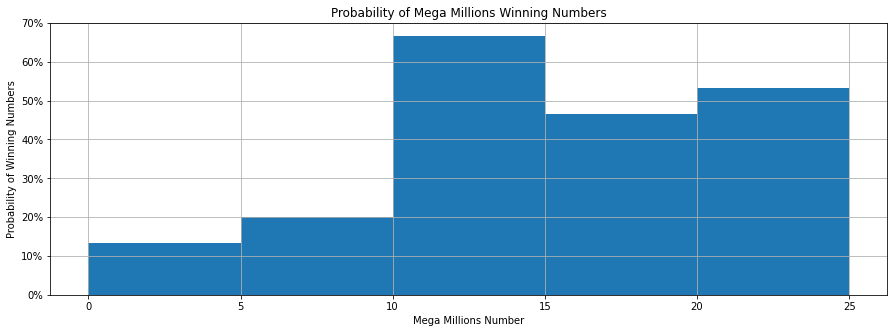 Probability of Mega Millions Winning Numbers
70%
60%
50%
40%
30%
20%
10%
0%
Probability of Winning Numbers
0 5 10 15 20 25
Mega Millions Number